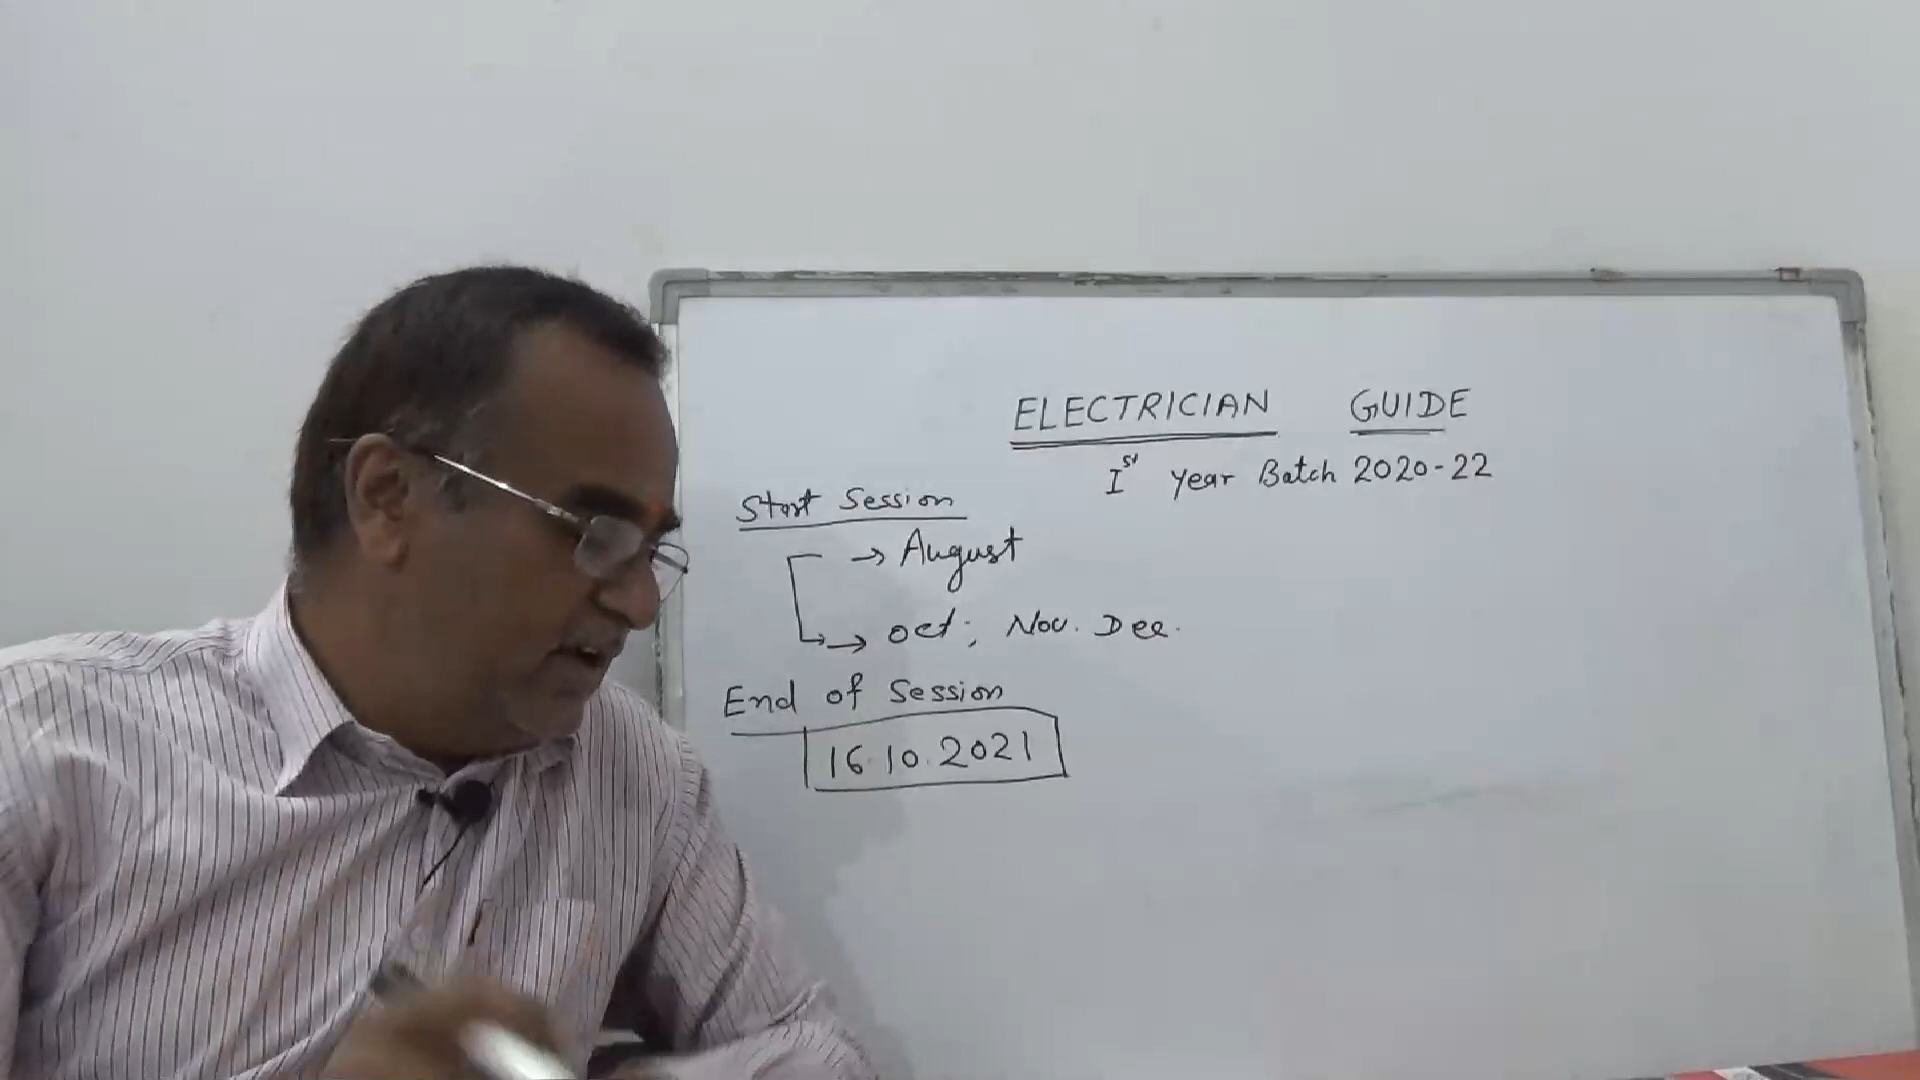 ELECTRICIAN GUIDE
Ist year Batch 2020-22
Start Session
→ August
→ oct; Nov. Dec.
End of Session
16.10.2021